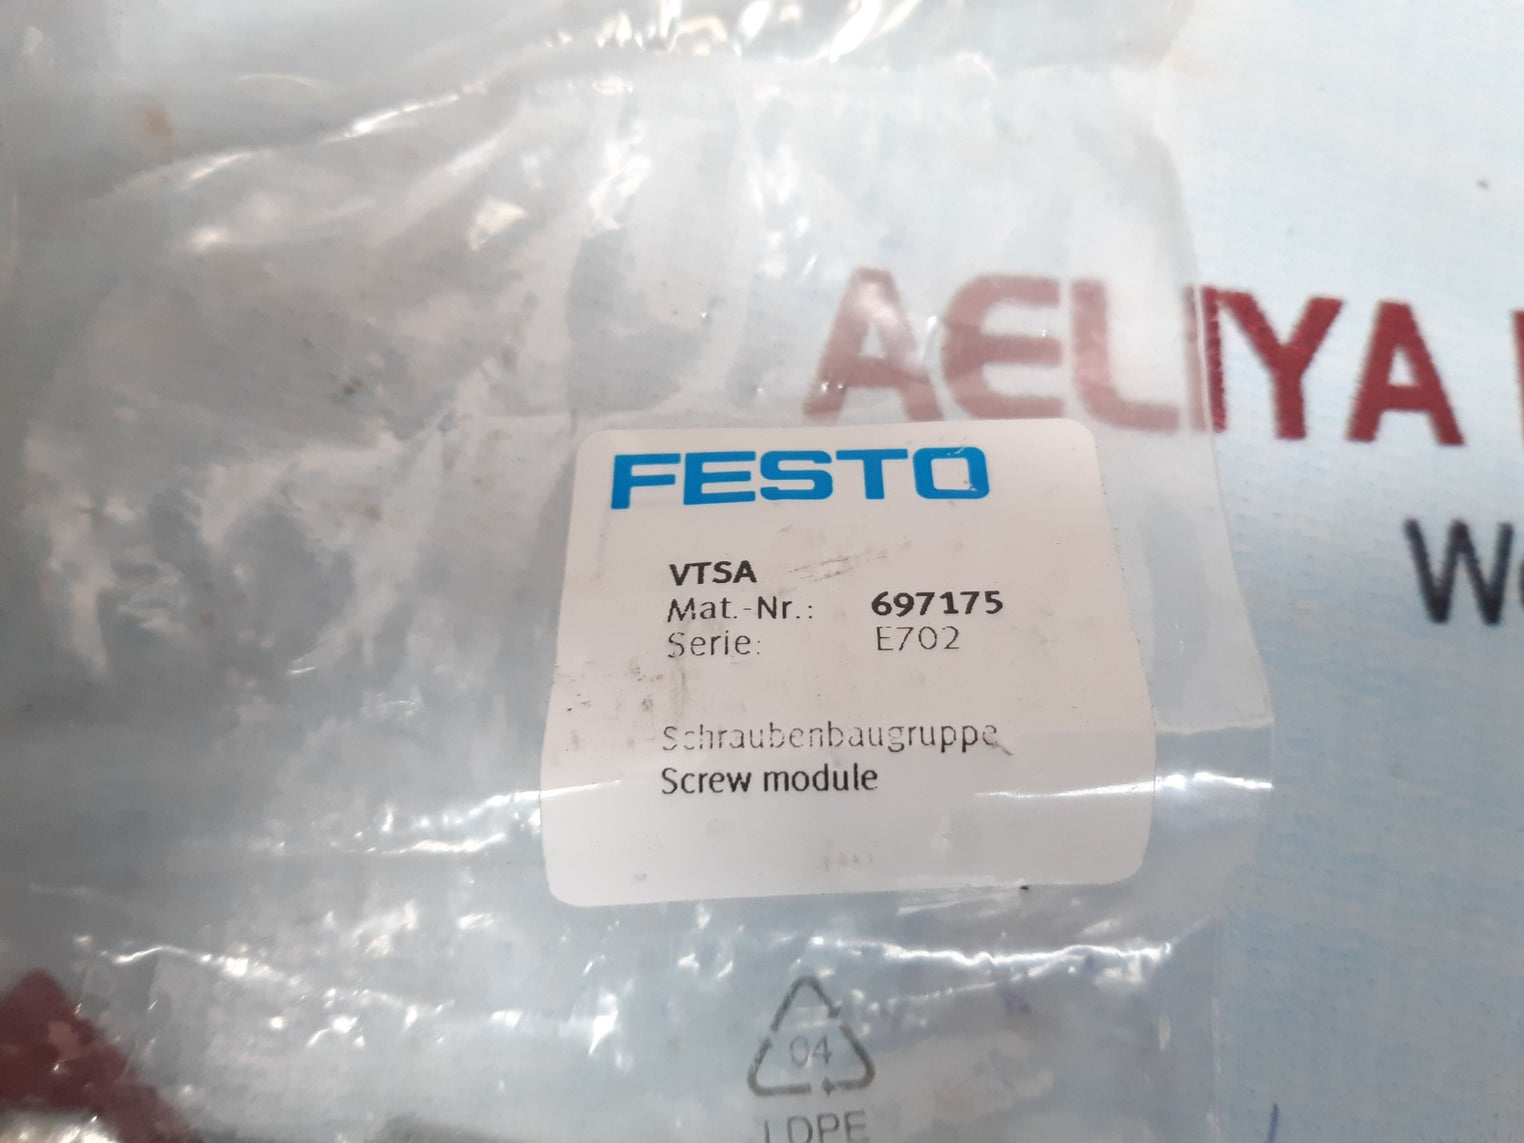 AELIYA
FESTO
VTSA
Mat.-Nr.: 697175
Serie: E702
Schraubenbaugruppe
Screw module
04
LDPE